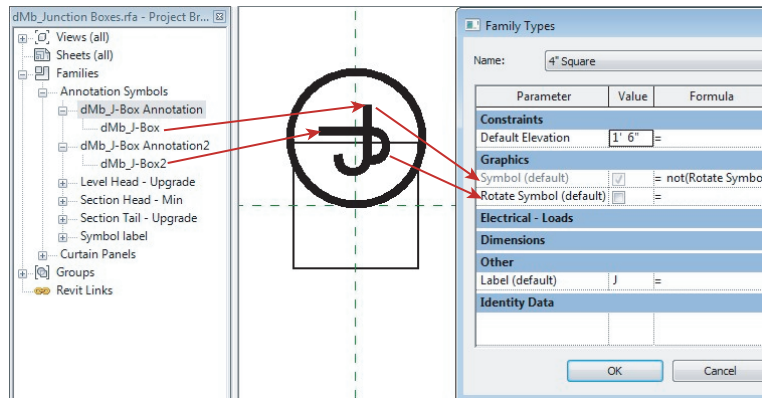 dMb_Junction Boxes.rfa - Project Br...
Views (all)
Sheets (all)
Families
Annotation Symbols
dMb_J-Box Annotation
dMb_J-Box
dMb_J-Box Annotation2
dMb_J-Box2
Level Head - Upgrade
Section Head - Min
Section Tail - Upgrade
Symbol label
Curtain Panels
Groups
Revit Links
J
J
Family Types
Name: 4" Square
Parameter Value Formula
Constraints
Default Elevation 1' 6" =
Graphics
Symbol (default) = not(Rotate Symbo
Rotate Symbol (default) =
Electrical - Loads
Dimensions
Other
Label (default) J =
Identity Data
OK Cancel